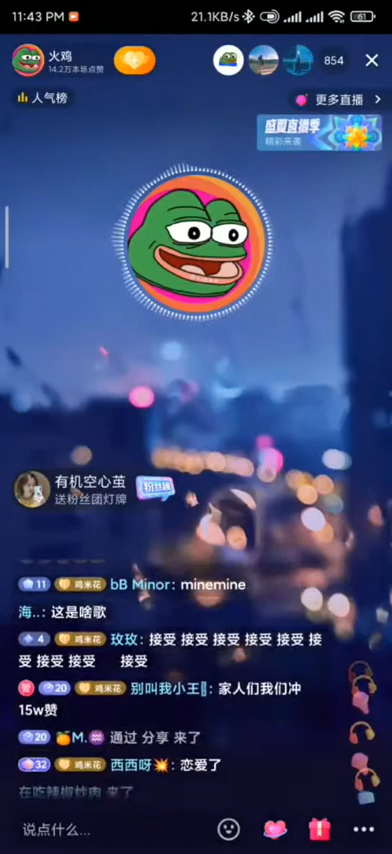 11:43 PM
21.1KB/s
61
火鸡
14.2万本场点赞
854
人气榜
更多直播
盛夏直播季
精彩来袭
有机空心茧
送粉丝团灯牌
粉丝团
11 鸡米花 bB Minor: minemine
海..: 这是啥歌
4 鸡米花 玫玫: 接受 接受 接受 接受 接受 接
受 接受 接受 接受
20 鸡米花 别叫我小王: 家人们我们冲
15w赞
20 M. 通过 分享 来了
32 鸡米花 西西呀: 恋爱了
在吃辣椒炒肉 来了
说点什么...